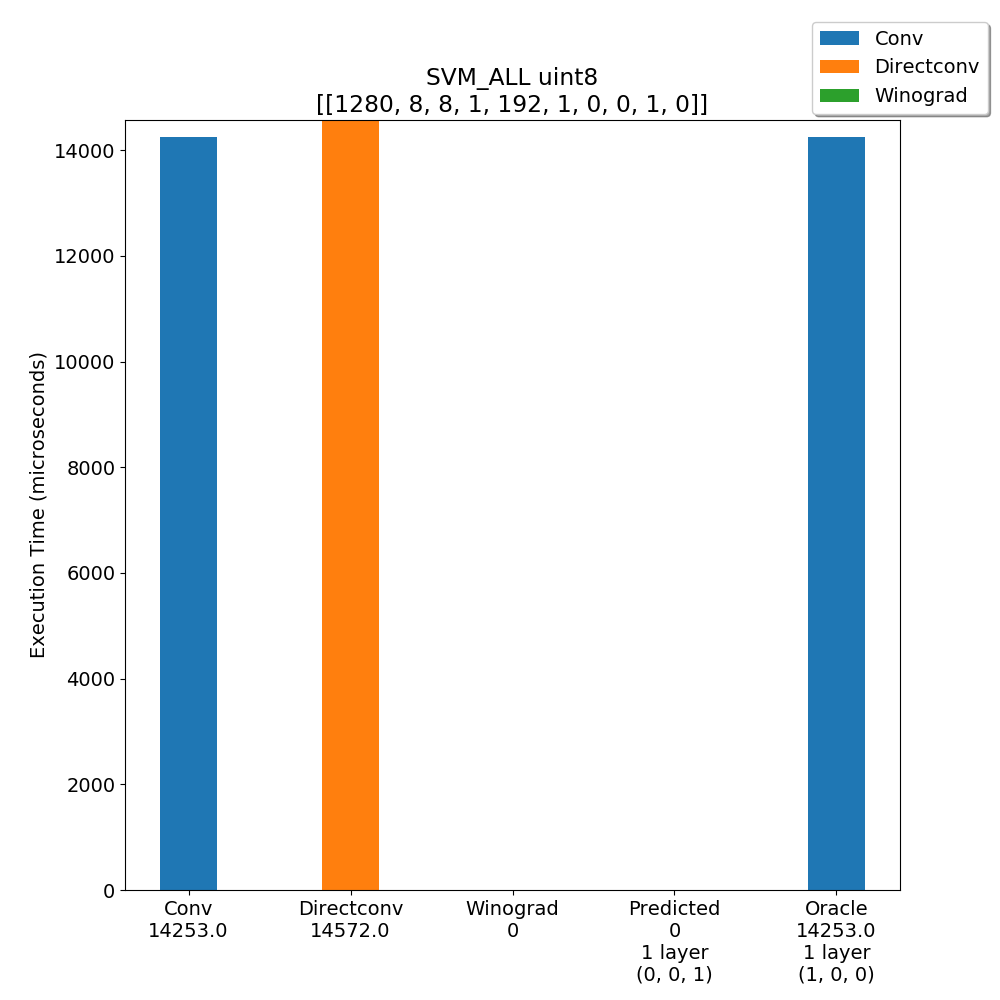 Conv
Directconv
Winograd
SVM_ALL uint8
[[1280, 8, 8, 1, 192, 1, 0, 0, 1, 0]]
Execution Time (microseconds)
14000
12000
10000
8000
6000
4000
2000
0
Conv
14253.0
Directconv
14572.0
Winograd
0
Predicted
0
1 layer
(0, 0, 1)
Oracle
14253.0
1 layer
(1, 0, 0)